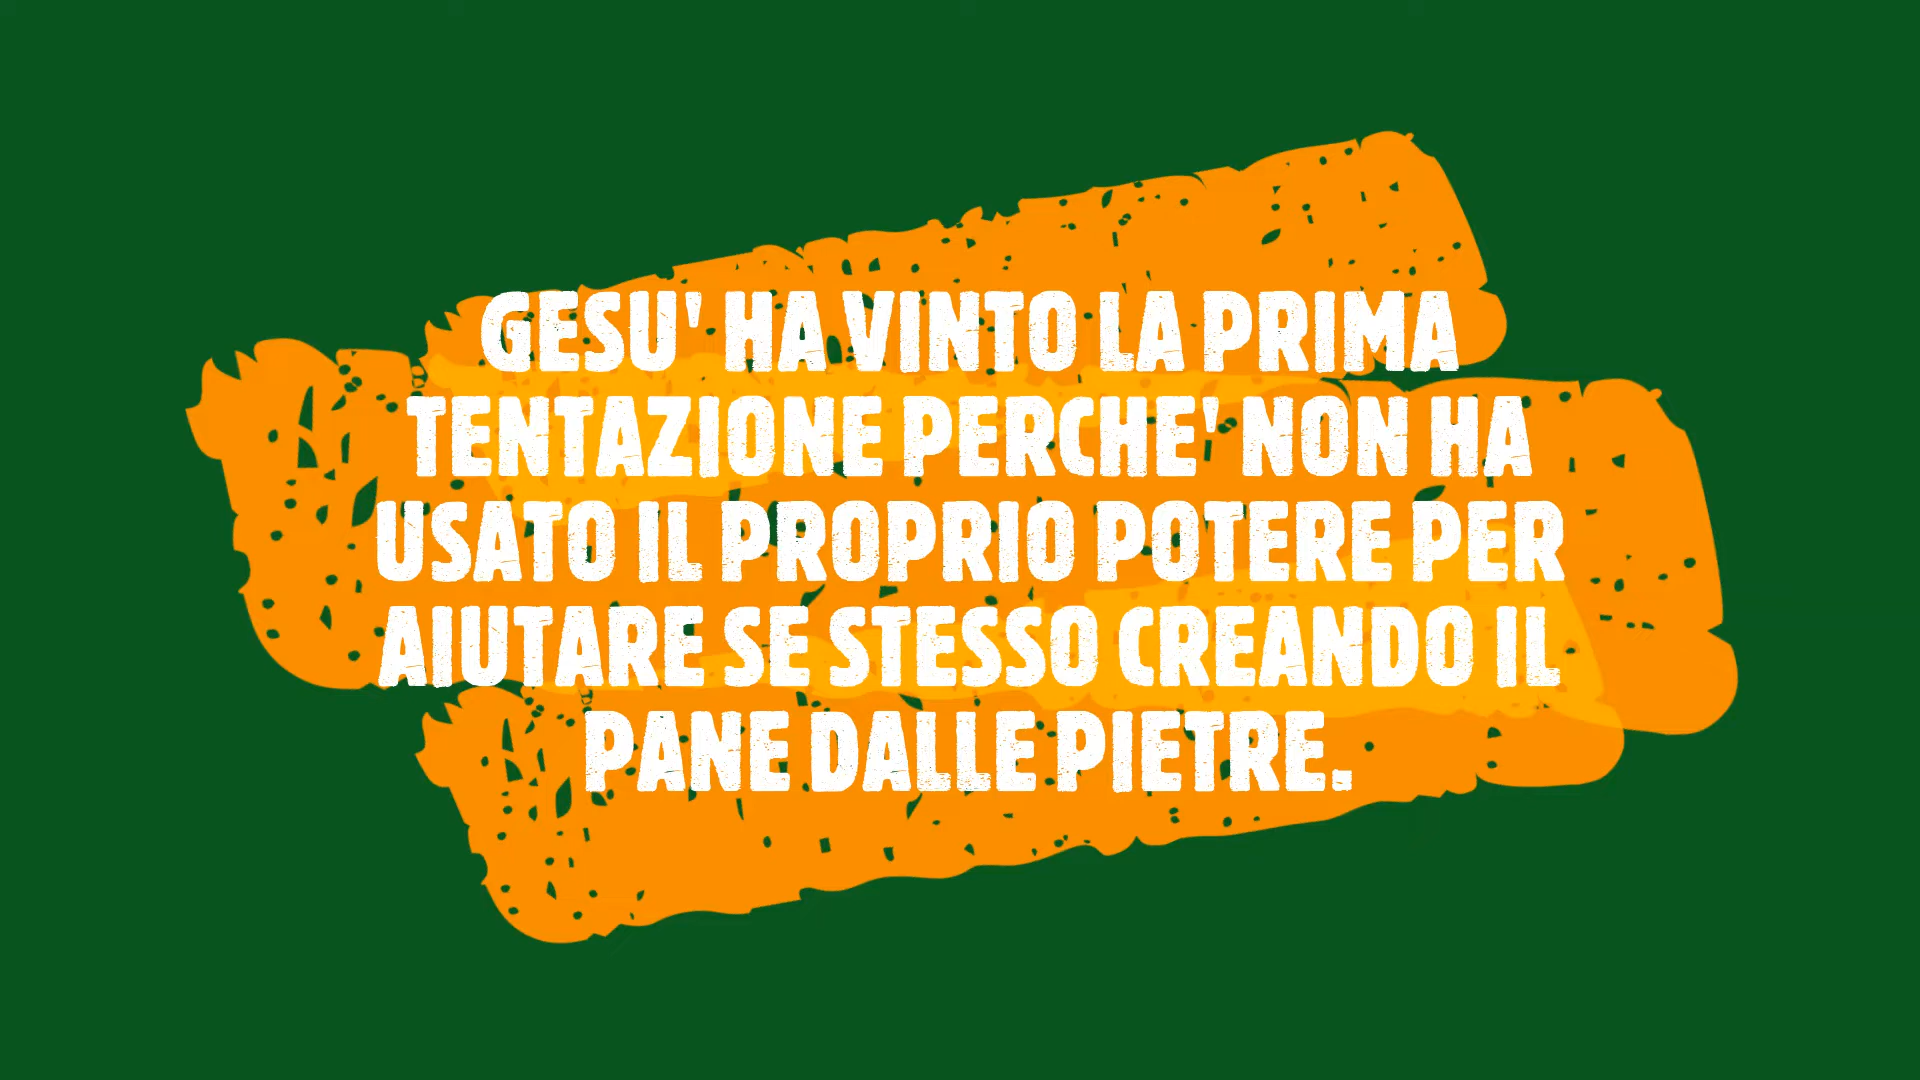 GESU' HA VINTO LA PRIMA
TENTAZIONE PERCHE' NON HA
USATO IL PROPRIO POTERE PER
AIUTARE SE STESSO CREANDO IL
PANE DALLE PIETRE.